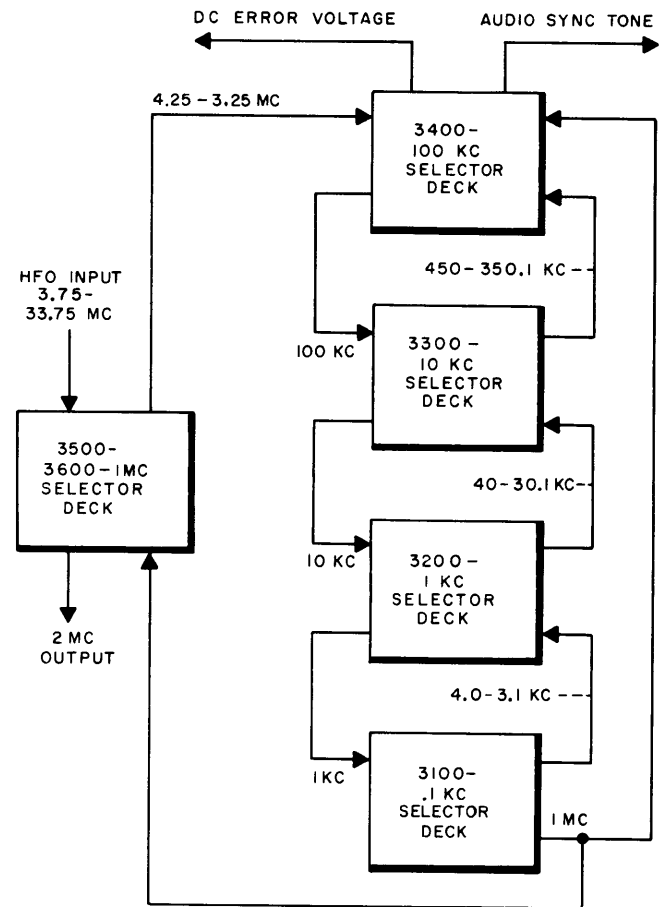 DC ERROR VOLTAGE
AUDIO SYNC TONE
4.25-3.25 MC
3400-
100 KC
SELECTOR
DECK
450-350.1 KC
HFO INPUT
3.75-
33.75 MC
100 KC
3300-
10 KC
SELECTOR
DECK
3500-
3600-1MC
SELECTOR
DECK
40-30.1 KC
10 KC
3200-
1 KC
SELECTOR
DECK
2 MC
OUTPUT
4.0-3.1 KC
1 KC
3100-
.1 KC
SELECTOR
DECK
1 MC